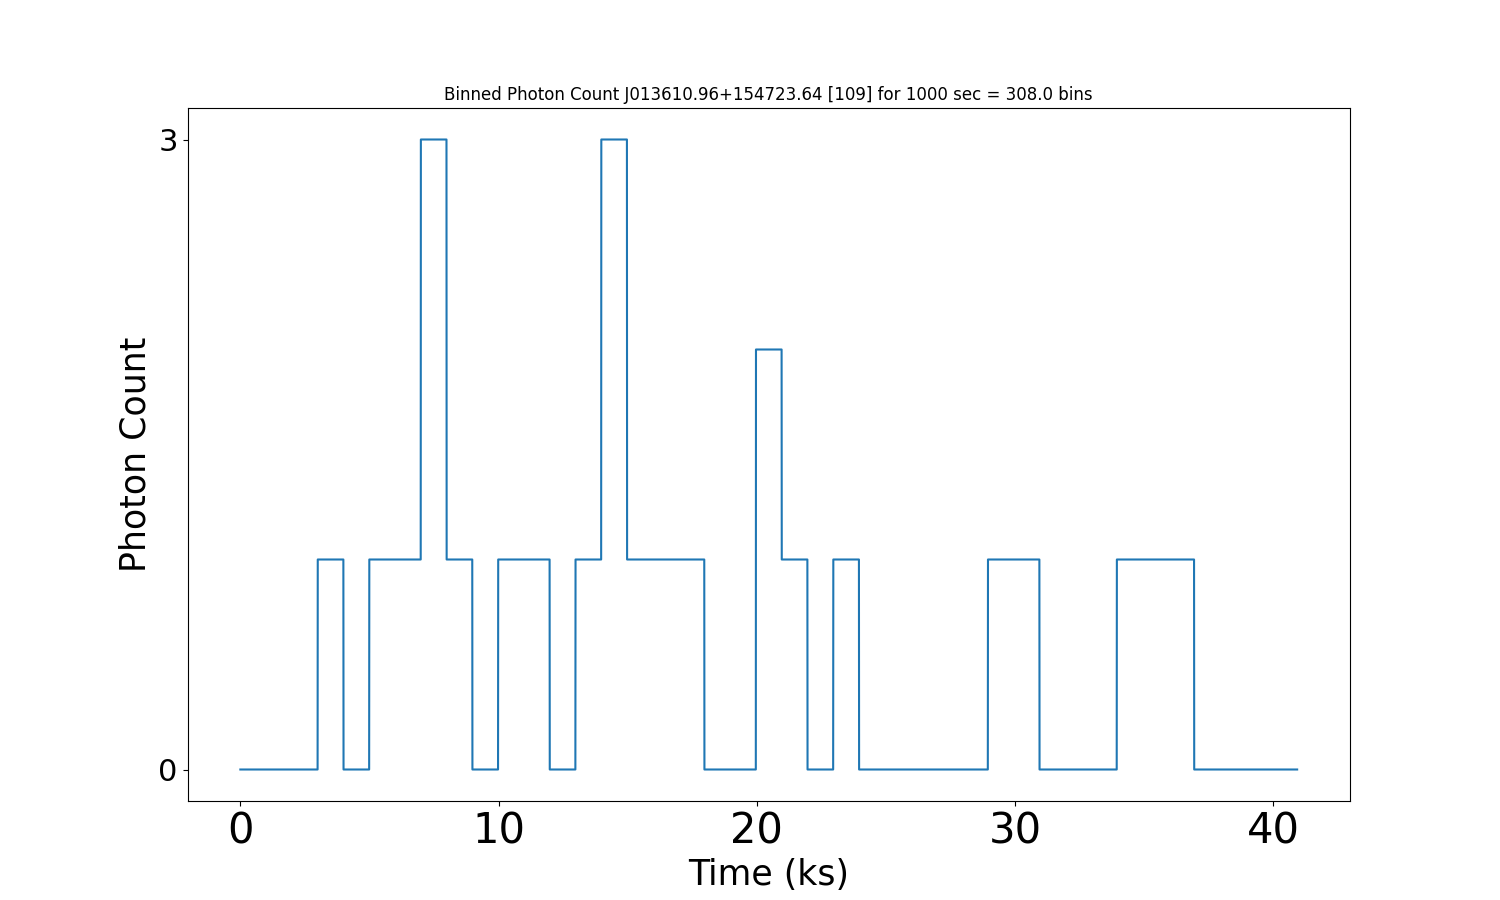 Binned Photon Count J013610.96+154723.64 [109] for 1000 sec = 308.0 bins
3
Photon Count
0
0 10 20 30 40
Time (ks)